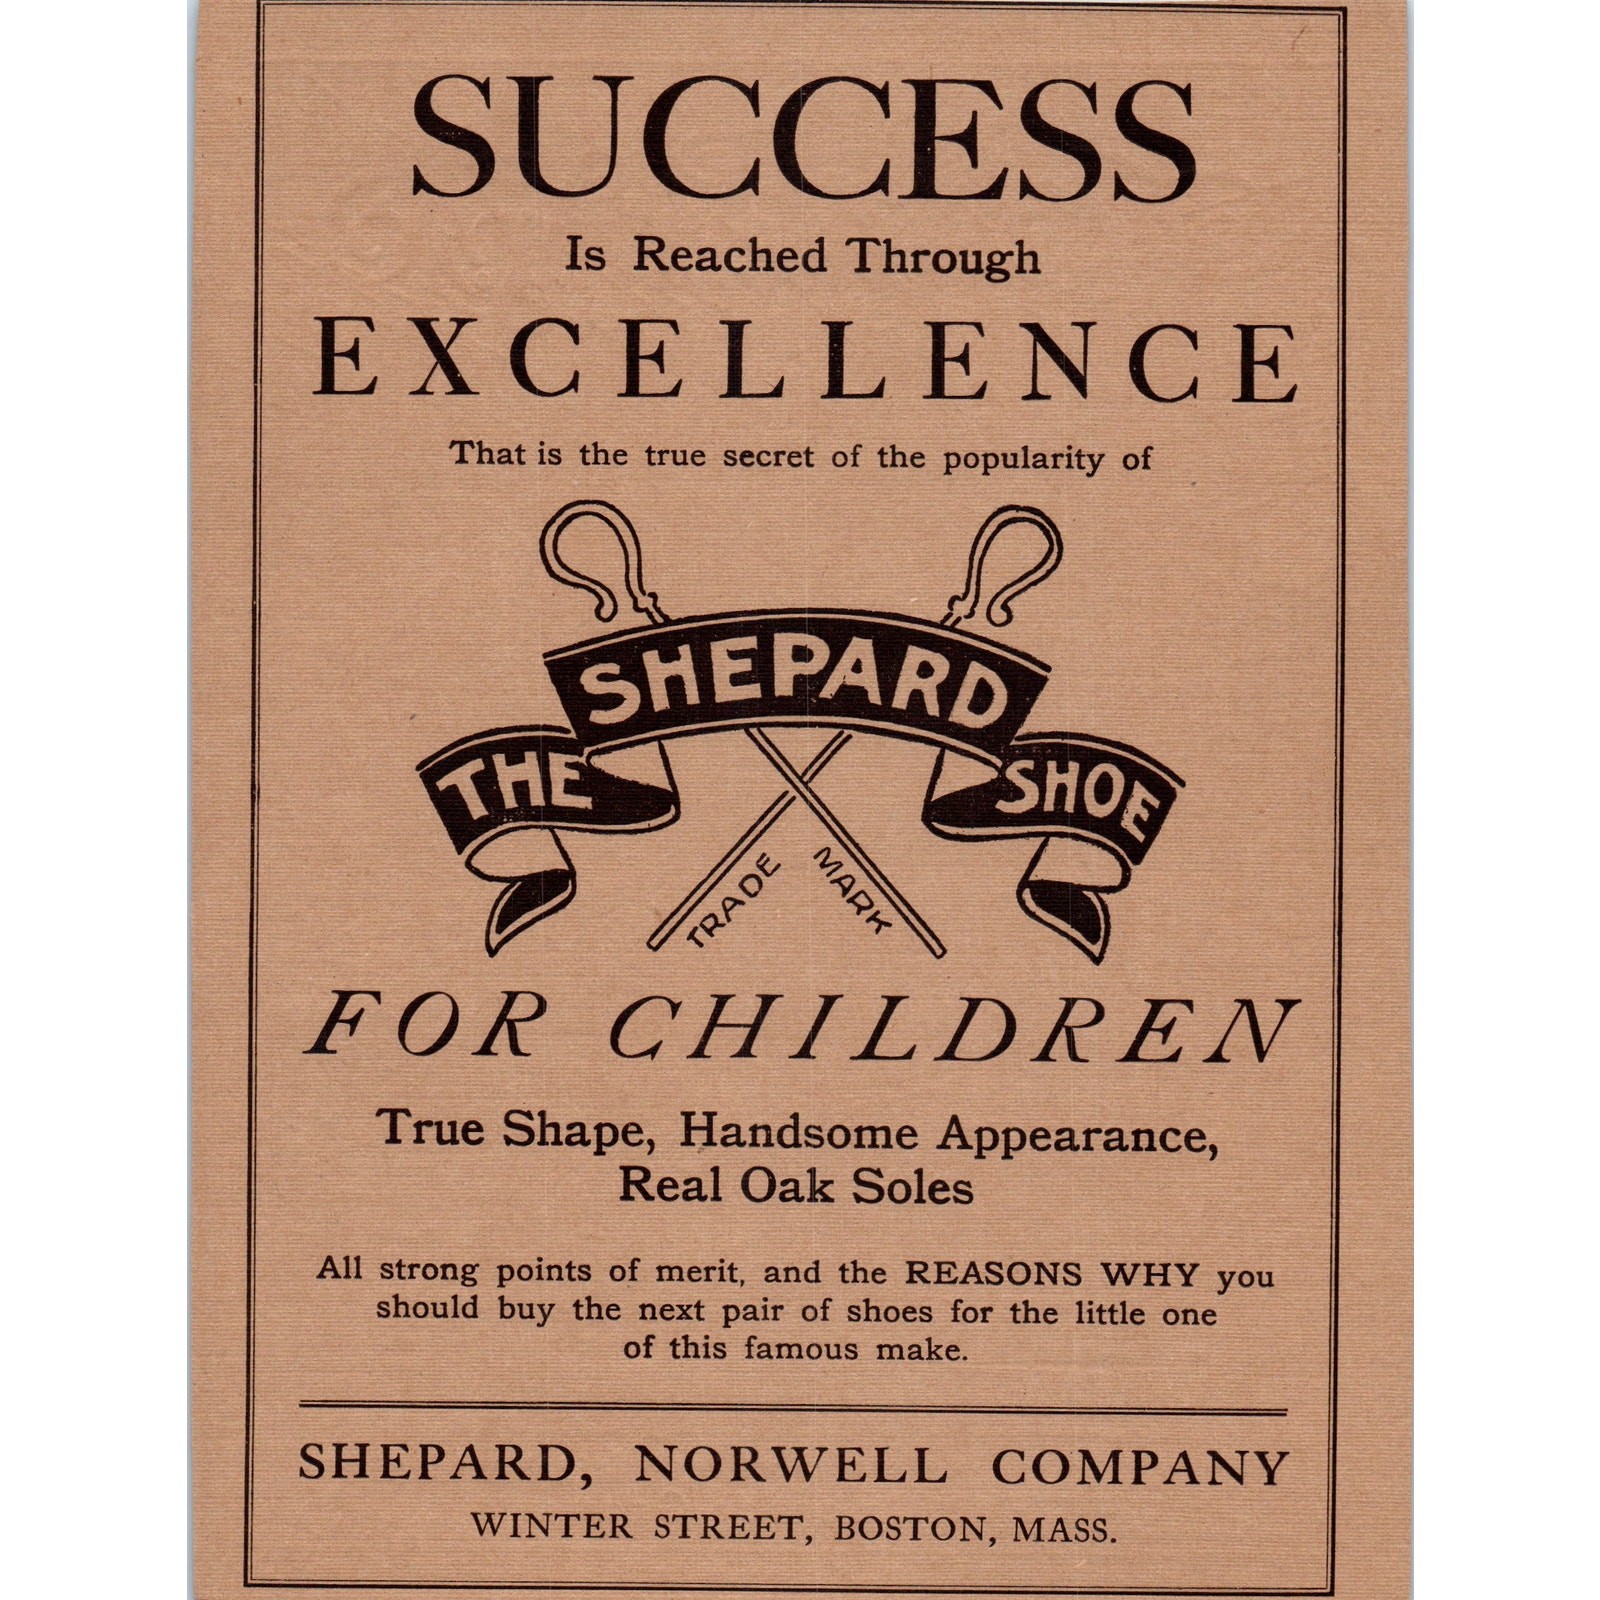 SUCCESS
Is Reached Through
EXCELLENCE
That is the true secret of the popularity of
THE SHEPARD SHOE
TRADE MARK
FOR CHILDREN
True Shape, Handsome Appearance,
Real Oak Soles
All strong points of merit, and the REASONS WHY you
should buy the next pair of shoes for the little one
of this famous make.
SHEPARD, NORWELL COMPANY
WINTER STREET, BOSTON, MASS.